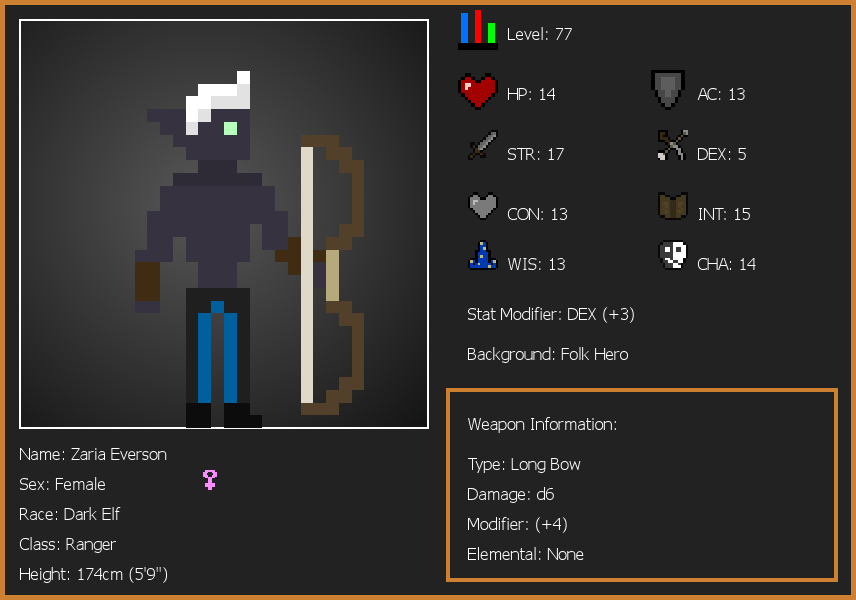 Level: 77
HP: 14
AC: 13
STR: 17
DEX: 5
CON: 13
INT: 15
WIS: 13
CHA: 14
Stat Modifier: DEX (+3)
Background: Folk Hero
Weapon Information:
Type: Long Bow
Damage: d6
Modifier: (+4)
Elemental: None
Name: Zaria Everson
Sex: Female
Race: Dark Elf
Class: Ranger
Height: 174cm (5'9")